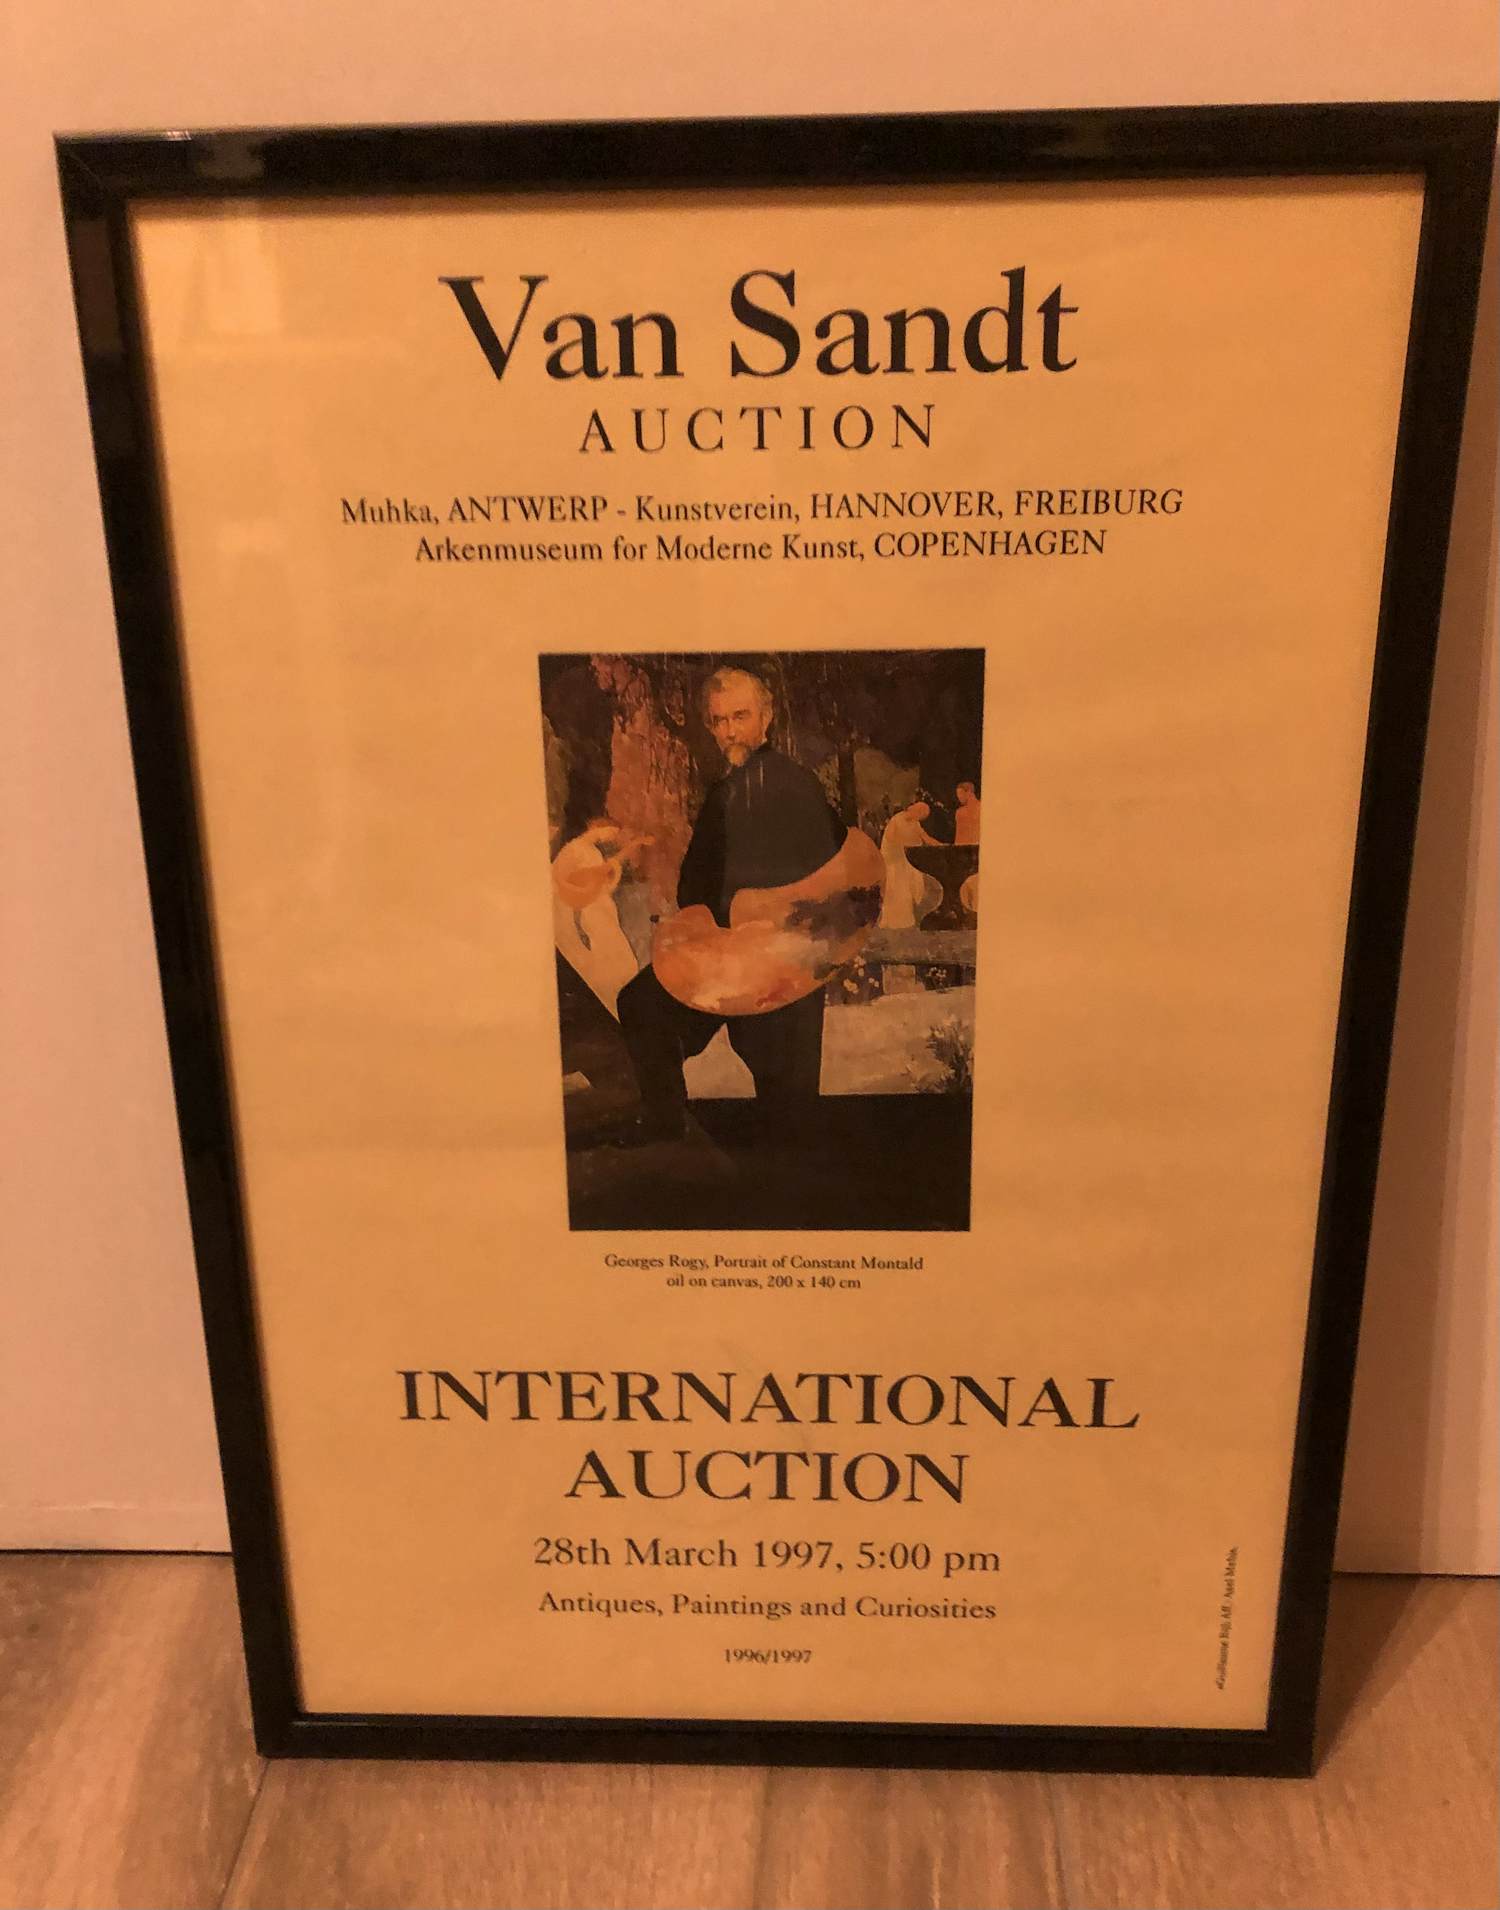 Van Sandt
AUCTION
Muhka, ANTWERP - Kunstverein, HANNOVER, FREIBURG
Arkenmuseum for Moderne Kunst, COPENHAGEN
Georges Rogy, Portrait of Constant Montald
oil on canvas, 200 x 140 cm
INTERNATIONAL
AUCTION
28th March 1997, 5:00 pm
Antiques, Paintings and Curiosities
1996/1997